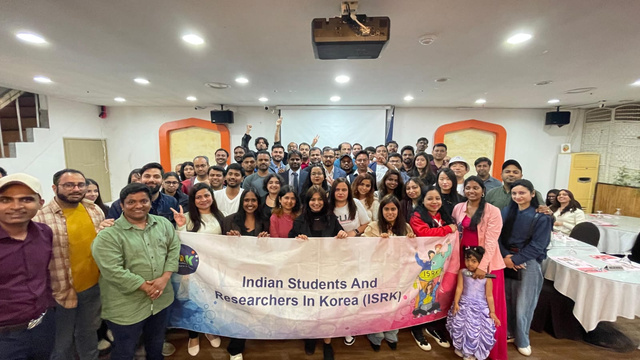 Indian Students And
Researchers In Korea (ISRK)